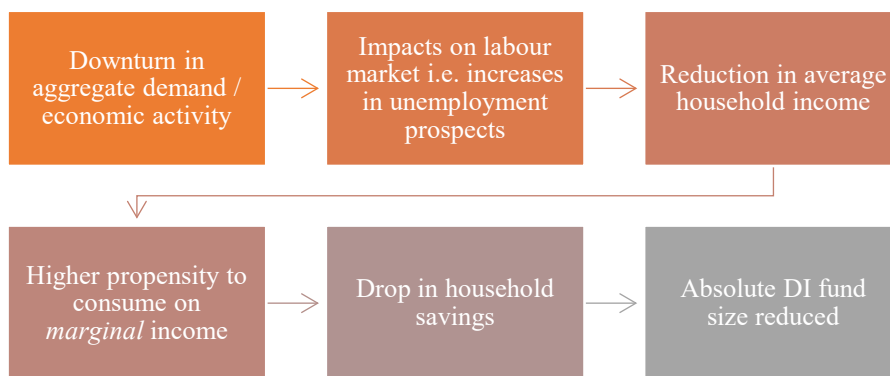 Downturn in
aggregate demand /
economic activity
Impacts on labour
market i.e. increases
in unemployment
prospects
Reduction in average
household income
Higher propensity to
consume on
marginal income
Drop in household
savings
Absolute DI fund
size reduced